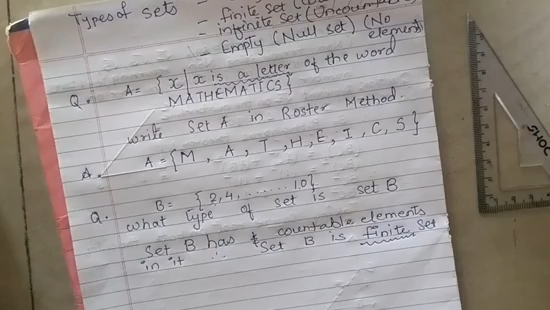 Types of sets - finite set
- infinite set (Uncountable
- Empty (Null set) (No
element)
Q. A = { x | x is a letter of the word
MATHEMATICS}
write Set A in Roster Method.
A. A = {M, A, T, H, E, I, C, S}
Q. B = {2, 4, ....... 10}
what type of set is set B
Set B has countable elements
in it ∴ Set B is finite set